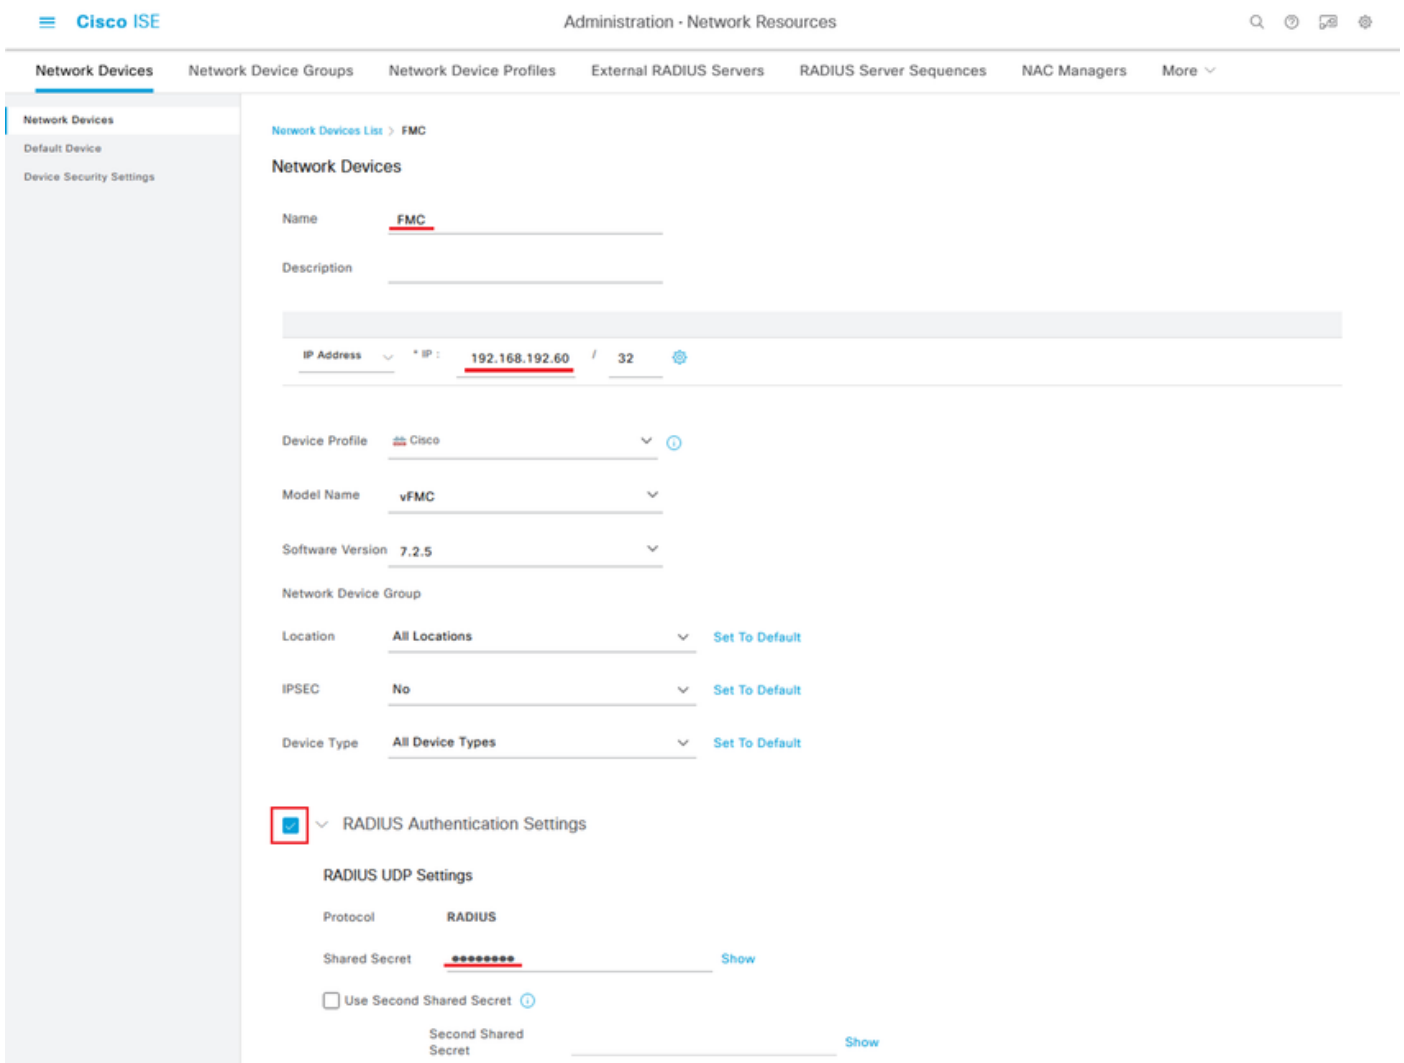 Cisco ISE
Administration · Network Resources
Network Devices
Network Device Groups
Network Device Profiles
External RADIUS Servers
RADIUS Server Sequences
NAC Managers
More
Network Devices
Default Device
Device Security Settings
Network Devices List > FMC
Network Devices
Name FMC
Description
IP Address * IP : 192.168.192.60 / 32
Device Profile Cisco
Model Name vFMC
Software Version 7.2.5
Network Device Group
Location All Locations Set To Default
IPSEC No Set To Default
Device Type All Device Types Set To Default
RADIUS Authentication Settings
RADIUS UDP Settings
Protocol RADIUS
Shared Secret •••••••• Show
Use Second Shared Secret
Second Shared
Secret
Show